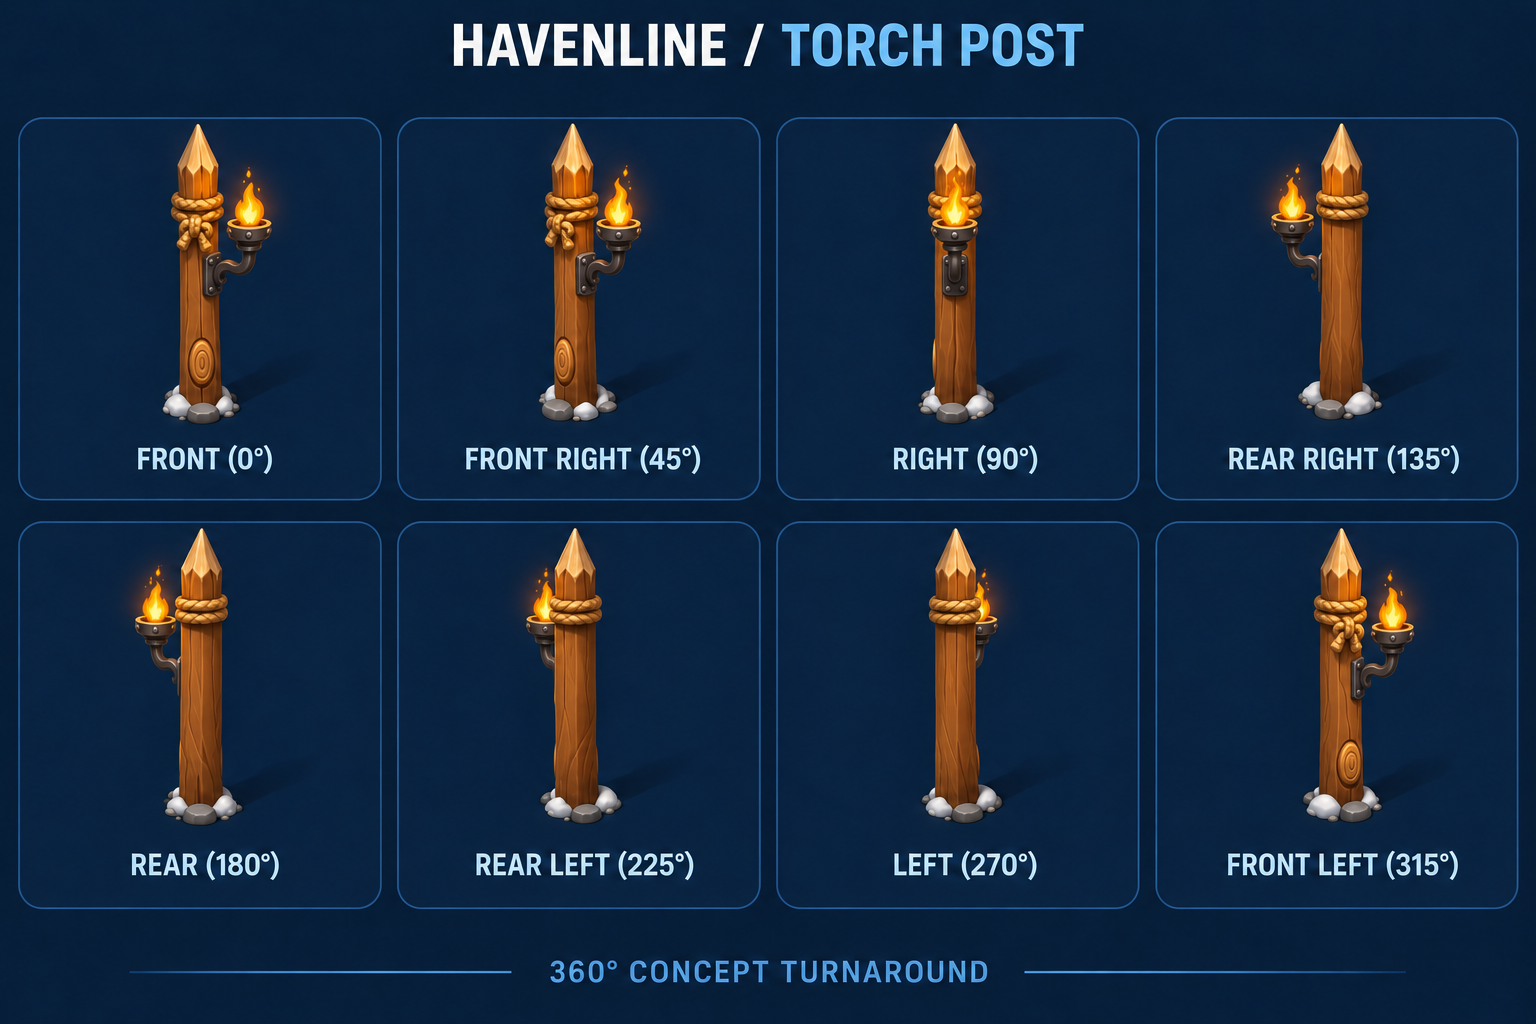 HAVENLINE / TORCH POST
FRONT (0°)
FRONT RIGHT (45°)
RIGHT (90°)
REAR RIGHT (135°)
REAR (180°)
REAR LEFT (225°)
LEFT (270°)
FRONT LEFT (315°)
360° CONCEPT TURNAROUND